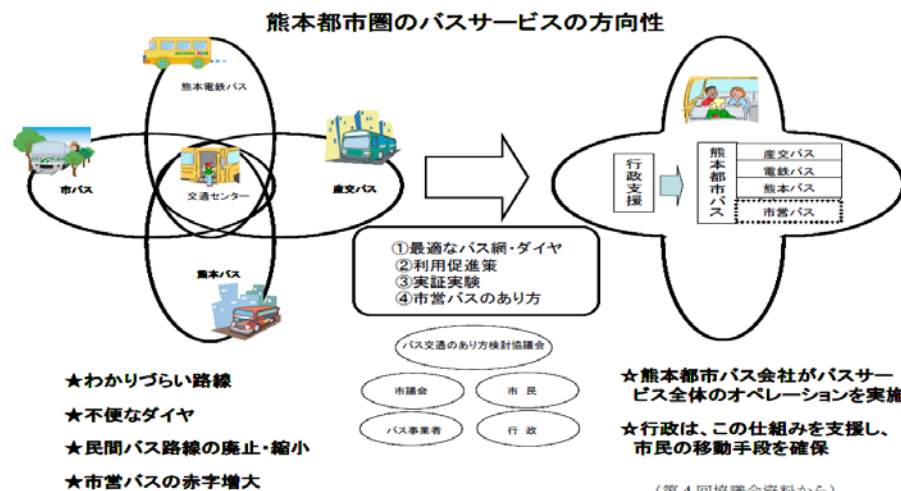 熊本都市圏のバスサービスの方向性
熊本電鉄バス
市バス
交通センター
産交バス
熊本バス
★わかりづらい路線
★不便なダイヤ
★民間バス路線の廃止・縮小
★市営バスの赤字増大
①最適なバス網・ダイヤ
②利用促進策
③実証実験
④市営バスのあり方
バス交通のあり方検討協議会
市議会
市 民
バス事業者
行 政
行政支援
熊本都市バス
産交バス
電鉄バス
熊本バス
市営バス
☆熊本都市バス会社がバスサー
ビス全体のオペレーションを実施
☆行政は、この仕組みを支援し、
市民の移動手段を確保
(第4回協議会資料から)